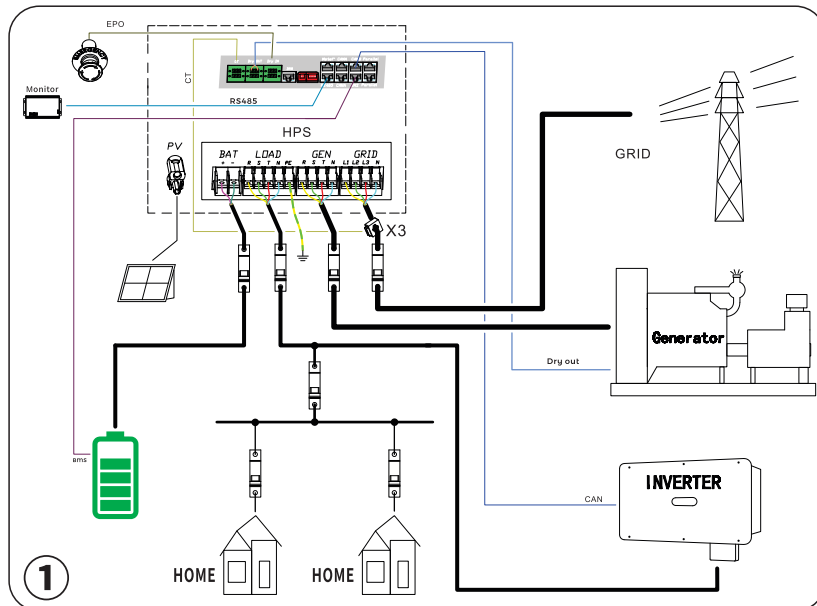 EPO
CT
Monitor
RS485
HPS
PV
BAT LOAD GEN GRID
+ - R S T N PE R S T N L1 L2 L3 N
X3
GRID
Generator
Dry out
BMS
CAN
INVERTER
HOME HOME
1